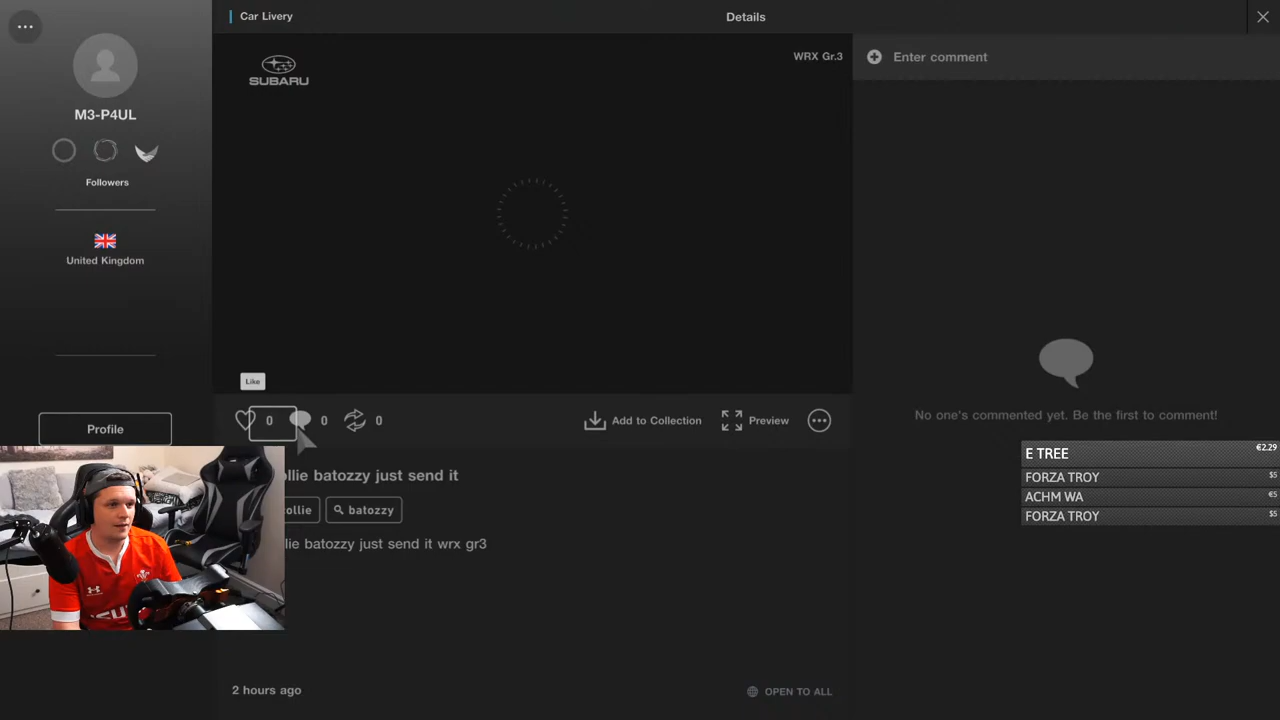 Car Livery
Details
M3-P4UL
Followers
United Kingdom
Profile
SUBARU
WRX Gr.3
Enter comment
No one's commented yet. Be the first to comment!
Like
0
0
0
Add to Collection
Preview
batozzy just send it
batozzy
batozzy just send it wrx gr3
2 hours ago
OPEN TO ALL
E TREE €2.29
FORZA TROY $5
ACHM WA €5
FORZA TROY $5